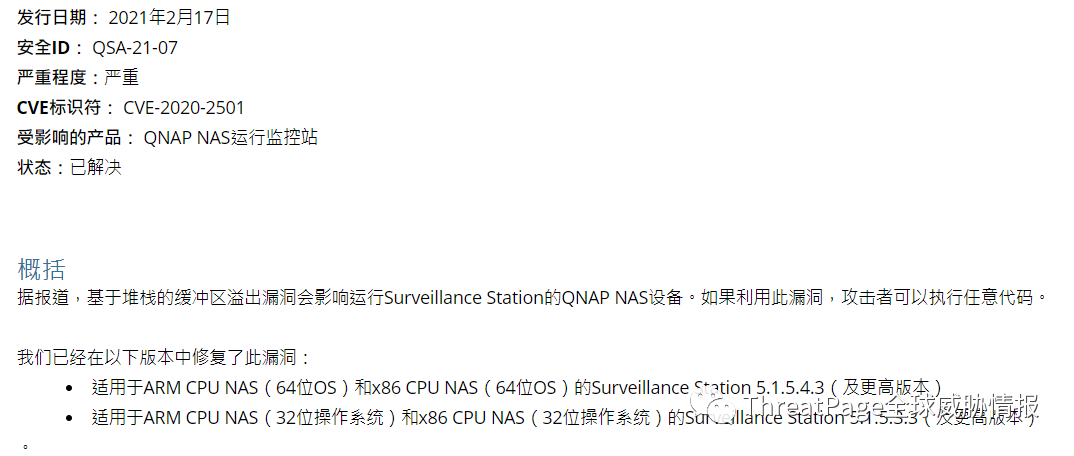 发行日期： 2021年2月17日
安全ID： QSA-21-07
严重程度：严重
CVE标识符： CVE-2020-2501
受影响的产品： QNAP NAS运行监控站
状态：已解决
概括
据报道，基于堆栈的缓冲区溢出漏洞会影响运行Surveillance Station的QNAP NAS设备。如果利用此漏洞，攻击者可以执行任意代码。
我们已经在以下版本中修复了此漏洞：
• 适用于ARM CPU NAS（64位OS）和x86 CPU NAS（64位OS）的Surveillance Station 5.1.5.4.3（及更高版本）
• 适用于ARM CPU NAS（32位操作系统）和x86 CPU NAS（32位操作系统）的Surveillance Station 5.1.5.3.3（及更高版本）
。
ThreatPage全球威胁情报